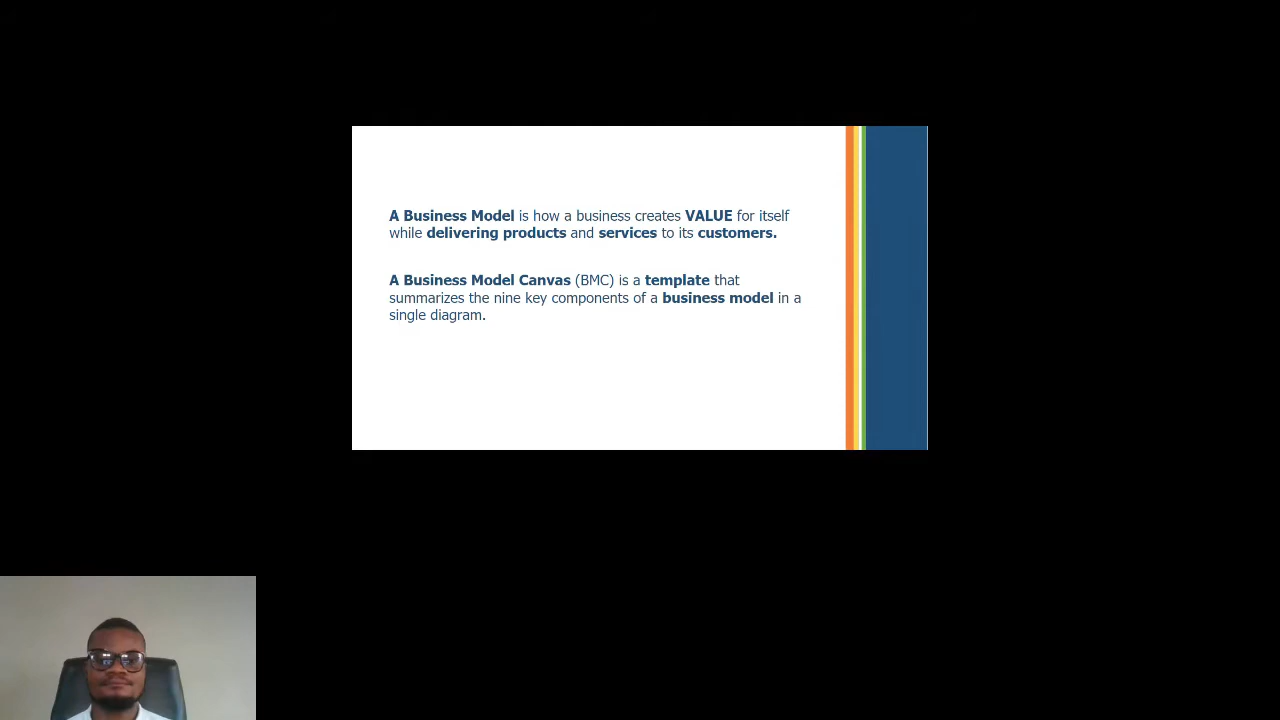 A Business Model is how a business creates VALUE for itself
while delivering products and services to its customers.
A Business Model Canvas (BMC) is a template that
summarizes the nine key components of a business model in a
single diagram.